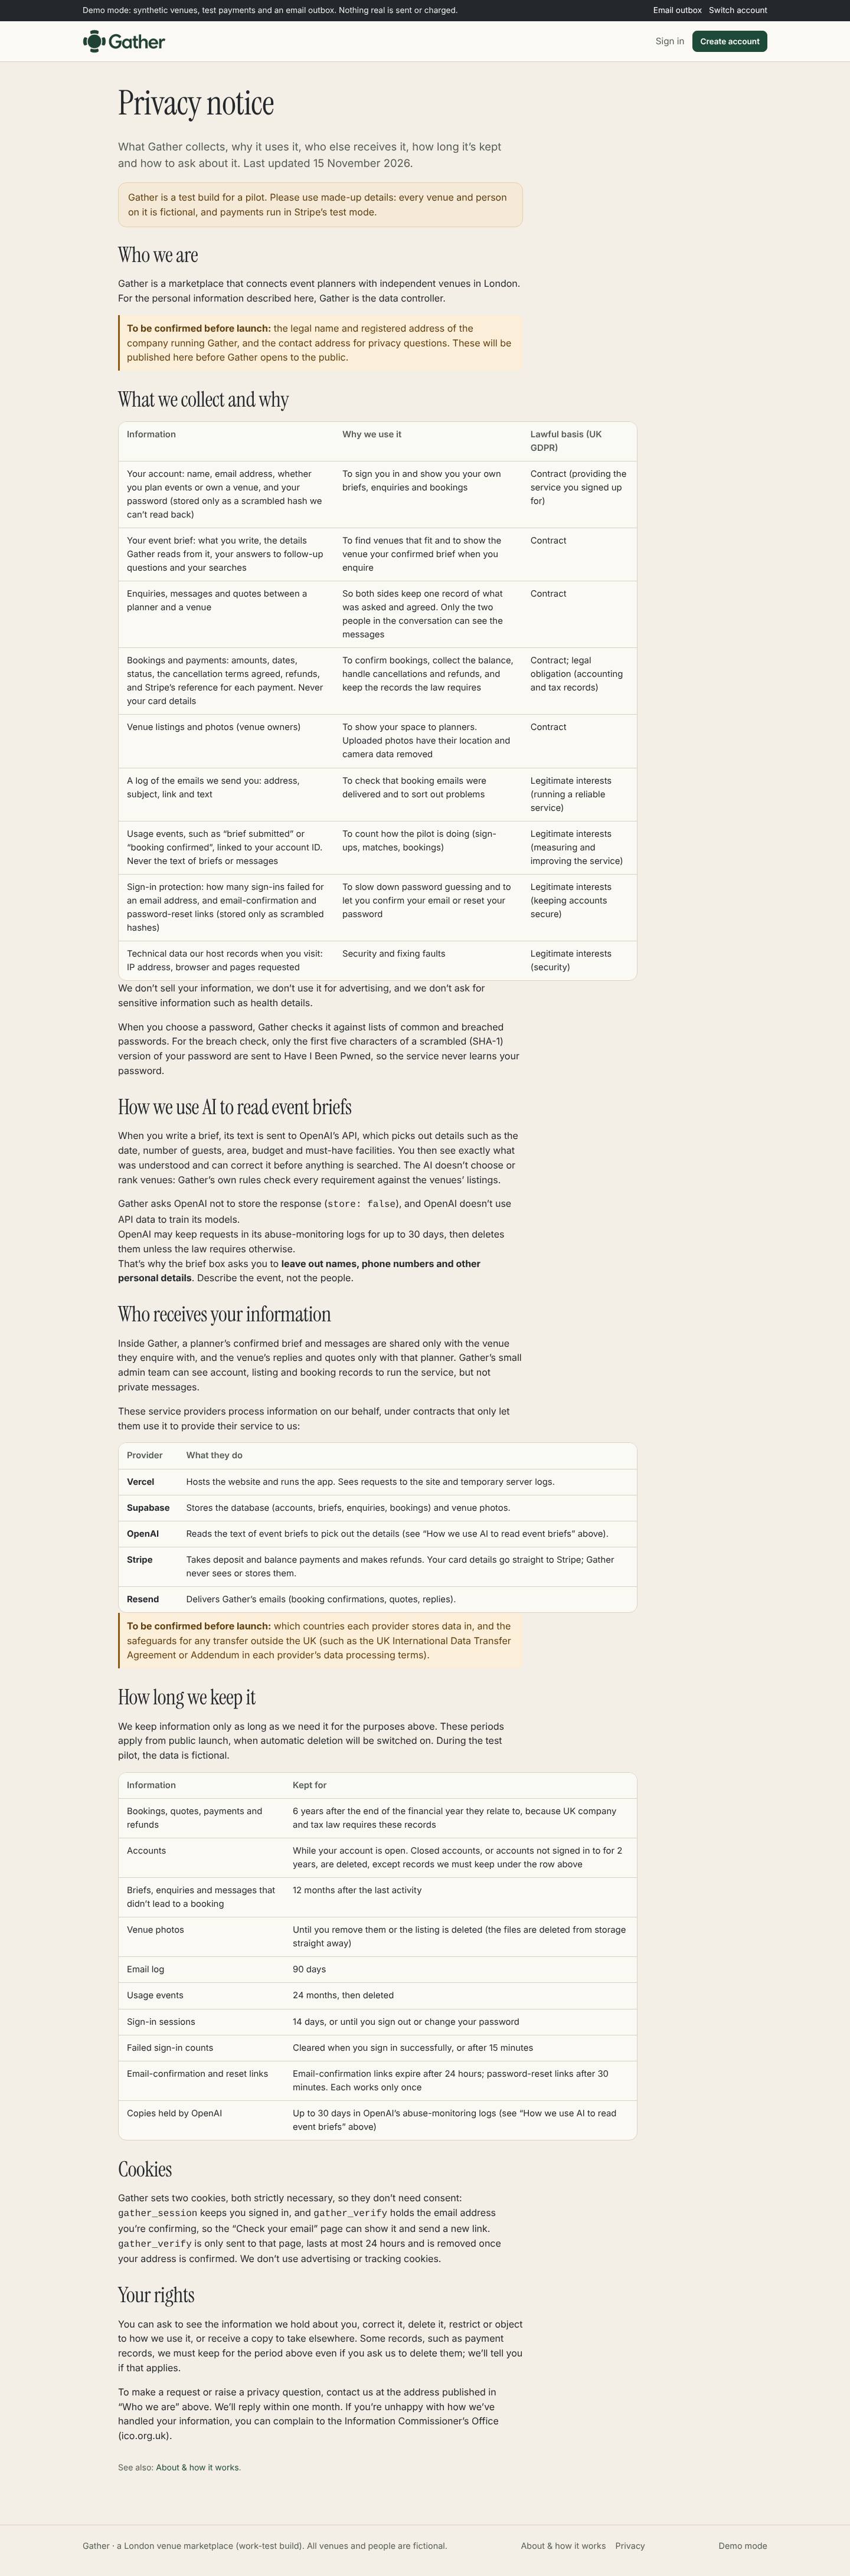 Demo mode: synthetic venues, test payments and an email outbox. Nothing real is sent or charged.
Email outbox Switch account
Gather
Sign in Create account
Privacy notice
What Gather collects, why it uses it, who else receives it, how long it's kept
and how to ask about it. Last updated 15 November 2026.
Gather is a test build for a pilot. Please use made-up details: every venue and person
on it is fictional, and payments run in Stripe's test mode.
Who we are
Gather is a marketplace that connects event planners with independent venues in London.
For the personal information described here, Gather is the data controller.
To be confirmed before launch: the legal name and registered address of the
company running Gather, and the contact address for privacy questions. These will be
published here before Gather opens to the public.
What we collect and why
Information
Why we use it
Lawful basis (UK
GDPR)
Your account: name, email address, whether
you plan events or own a venue, and your
password (stored only as a scrambled hash we
can't read back)
To sign you in and show you your own
briefs, enquiries and bookings
Contract (providing the
service you signed up
for)
Your event brief: what you write, the details
Gather reads from it, your answers to follow-up
questions and your searches
To find venues that fit and to show the
venue your confirmed brief when you
enquire
Contract
Enquiries, messages and quotes between a
planner and a venue
So both sides keep one record of what
was asked and agreed. Only the two
people in the conversation can see the
messages
Contract
Bookings and payments: amounts, dates,
status, the cancellation terms agreed, refunds,
and Stripe's reference for each payment. Never
your card details
To confirm bookings, collect the balance,
handle cancellations and refunds, and
keep the records the law requires
Contract; legal
obligation (accounting
and tax records)
Venue listings and photos (venue owners)
To show your space to planners.
Uploaded photos have their location and
camera data removed
Contract
A log of the emails we send you: address,
subject, link and text
To check that booking emails were
delivered and to sort out problems
Legitimate interests
(running a reliable
service)
Usage events, such as “brief submitted” or
“booking confirmed”, linked to your account ID.
Never the text of briefs or messages
To count how the pilot is doing (sign-
ups, matches, bookings)
Legitimate interests
(measuring and
improving the service)
Sign-in protection: how many sign-ins failed for
an email address, and email-confirmation and
password-reset links (stored only as scrambled
hashes)
To slow down password guessing and to
let you confirm your email or reset your
password
Legitimate interests
(keeping accounts
secure)
Technical data our host records when you visit:
IP address, browser and pages requested
Security and fixing faults
Legitimate interests
(security)
We don't sell your information, we don't use it for advertising, and we don't ask for
sensitive information such as health details.
When you choose a password, Gather checks it against lists of common and breached
passwords. For the breach check, only the first five characters of a scrambled (SHA-1)
version of your password are sent to Have I Been Pwned, so the service never learns your
password.
How we use AI to read event briefs
When you write a brief, its text is sent to OpenAI's API, which picks out details such as the
date, number of guests, area, budget and must-have facilities. You then see exactly what
was understood and can correct it before anything is searched. The AI doesn't choose or
rank venues: Gather's own rules check every requirement against the venues' listings.
Gather asks OpenAI not to store the response (store: false), and OpenAI doesn't use
API data to train its models.
OpenAI may keep requests in its abuse-monitoring logs for up to 30 days, then deletes
them unless the law requires otherwise.
That's why the brief box asks you to leave out names, phone numbers and other
personal details. Describe the event, not the people.
Who receives your information
Inside Gather, a planner's confirmed brief and messages are shared only with the venue
they enquire with, and the venue's replies and quotes only with that planner. Gather's small
admin team can see account, listing and booking records to run the service, but not
private messages.
These service providers process information on our behalf, under contracts that only let
them use it to provide their service to us:
Provider
What they do
Vercel
Hosts the website and runs the app. Sees requests to the site and temporary server logs.
Supabase
Stores the database (accounts, briefs, enquiries, bookings) and venue photos.
OpenAI
Reads the text of event briefs to pick out the details (see “How we use AI to read event briefs” above).
Stripe
Takes deposit and balance payments and makes refunds. Your card details go straight to Stripe; Gather
never sees or stores them.
Resend
Delivers Gather's emails (booking confirmations, quotes, replies).
To be confirmed before launch: which countries each provider stores data in, and the
safeguards for any transfer outside the UK (such as the UK International Data Transfer
Agreement or Addendum in each provider's data processing terms).
How long we keep it
We keep information only as long as we need it for the purposes above. These periods
apply from public launch, when automatic deletion will be switched on. During the test
pilot, the data is fictional.
Information
Kept for
Bookings, quotes, payments and
refunds
6 years after the end of the financial year they relate to, because UK company
and tax law requires these records
Accounts
While your account is open. Closed accounts, or accounts not signed in to for 2
years, are deleted, except records we must keep under the row above
Briefs, enquiries and messages that
didn't lead to a booking
12 months after the last activity
Venue photos
Until you remove them or the listing is deleted (the files are deleted from storage
straight away)
Email log
90 days
Usage events
24 months, then deleted
Sign-in sessions
14 days, or until you sign out or change your password
Failed sign-in counts
Cleared when you sign in successfully, or after 15 minutes
Email-confirmation and reset links
Email-confirmation links expire after 24 hours; password-reset links after 30
minutes. Each works only once
Copies held by OpenAI
Up to 30 days in OpenAI's abuse-monitoring logs (see “How we use AI to read
event briefs” above)
Cookies
Gather sets two cookies, both strictly necessary, so they don't need consent:
gather_session keeps you signed in, and gather_verify holds the email address
you're confirming, so the “Check your email” page can show it and send a new link.
gather_verify is only sent to that page, lasts at most 24 hours and is removed once
your address is confirmed. We don't use advertising or tracking cookies.
Your rights
You can ask to see the information we hold about you, correct it, delete it, restrict or object
to how we use it, or receive a copy to take elsewhere. Some records, such as payment
records, we must keep for the period above even if you ask us to delete them; we'll tell you
if that applies.
To make a request or raise a privacy question, contact us at the address published in
“Who we are” above. We'll reply within one month. If you're unhappy with how we've
handled your information, you can complain to the Information Commissioner's Office
(ico.org.uk).
See also: About & how it works.
Gather · a London venue marketplace (work-test build). All venues and people are fictional.
About & how it works Privacy
Demo mode